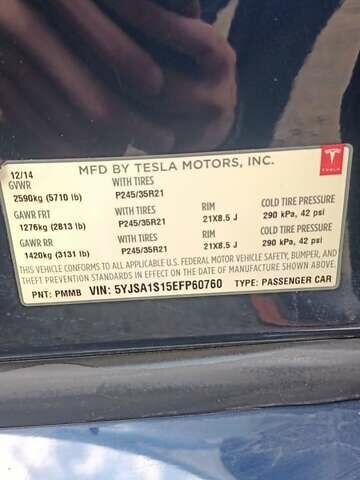 MFD BY TESLA MOTORS, INC.
TESLA
12/14
GVWR WITH TIRES
2590kg (5710 lb) P245/35R21
GAWR FRT WITH TIRES RIM COLD TIRE PRESSURE
1276kg (2813 lb) P245/35R21 21X8.5 J 290 kPa, 42 psi
GAWR RR WITH TIRES RIM COLD TIRE PRESSURE
1420kg (3131 lb) P245/35R21 21X8.5 J 290 kPa, 42 psi
THIS VEHICLE CONFORMS TO ALL APPLICABLE U.S. FEDERAL MOTOR VEHICLE SAFETY, BUMPER, AND
THEFT PREVENTION STANDARDS IN EFFECT ON THE DATE OF MANUFACTURE SHOWN ABOVE.
PNT: PMMB VIN: 5YJSA1S15EFP60760 TYPE: PASSENGER CAR